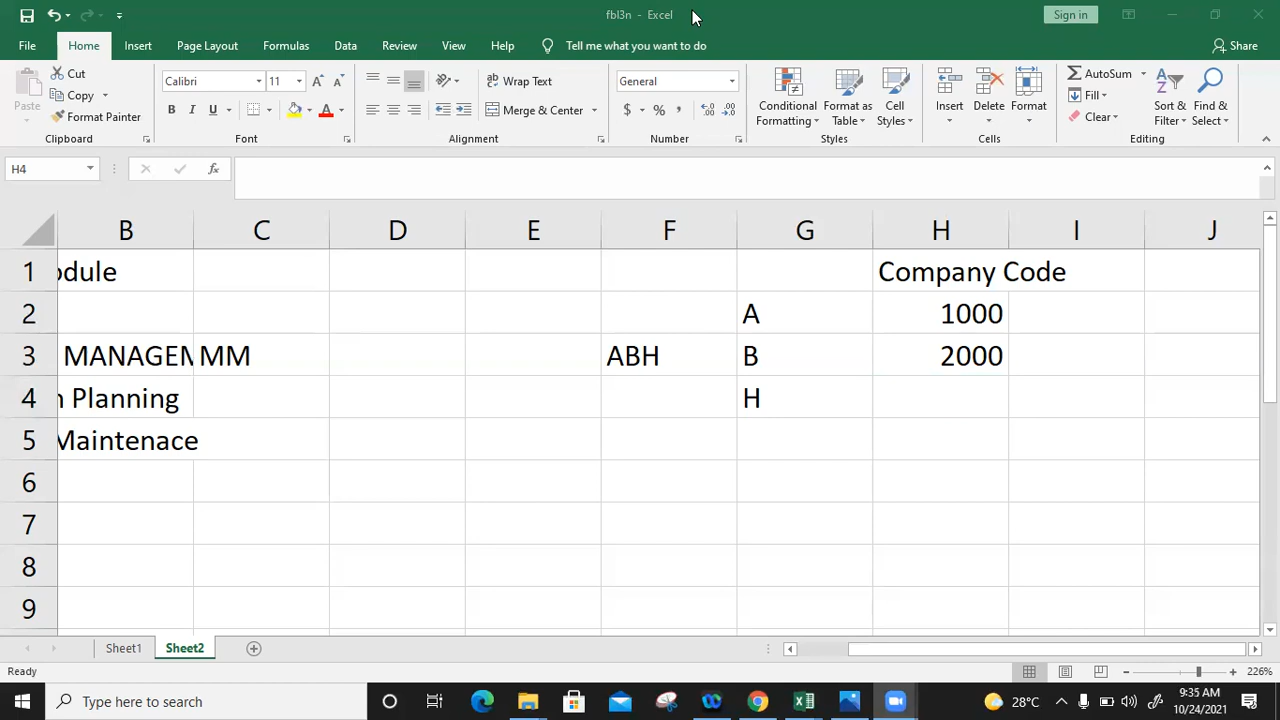 fbl3n - Excel
Sign in
File Home Insert Page Layout Formulas Data Review View Help Tell me what you want to do Share
Paste
Cut
Copy
Format Painter
Clipboard
Calibri 11
B I U
Font
Wrap Text
Merge & Center
Alignment
General
$ % ,
Number
Conditional Formatting
Format as Table
Cell Styles
Styles
Insert Delete Format
Cells
AutoSum
Fill
Clear
Sort & Filter
Find & Select
Editing
H4 fx
B C D E F G H I J
1 odule Company Code
2 A 1000
3 MANAGEM MM ABH B 2000
4 n Planning H
5 Maintenace
6
7
8
9
Sheet1 Sheet2
Ready 226%
Type here to search 28°C 9:35 AM
10/24/2021